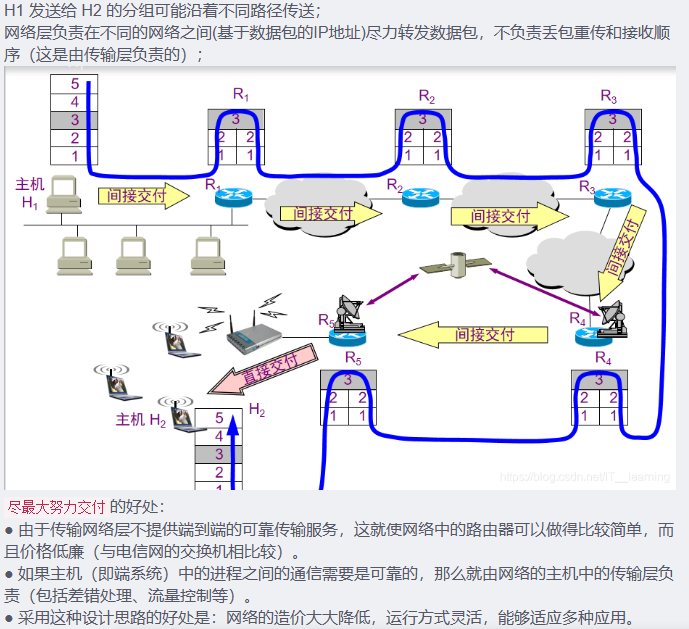 H1 发送给 H2 的分组可能沿着不同路径传送；
网络层负责在不同的网络之间(基于数据包的IP地址)尽力转发数据包，不负责丢包重传和接收顺
序（这是由传输层负责的）；
5
4
3
2
1
R1
3
2 2
1 1
R2
3
2 2
1 1
R3
3
2 2
1 1
主机
H1
间接交付
R1
间接交付
R2
间接交付
R3
间接交付
R5
间接交付
R4
直接交付
R5
3
2 2
1 1
R4
3
2 2
1 1
主机 H2
H2
5
4
3
2
1
https://blog.csdn.net/IT__learning
尽最大努力交付 的好处：
● 由于传输网络层不提供端到端的可靠传输服务，这就使网络中的路由器可以做得比较简单，而
且价格低廉（与电信网的交换机相比较）。
● 如果主机（即端系统）中的进程之间的通信需要是可靠的，那么就由网络的主机中的传输层负
责（包括差错处理、流量控制等）。
● 采用这种设计思路的好处是：网络的造价大大降低，运行方式灵活，能够适应多种应用。